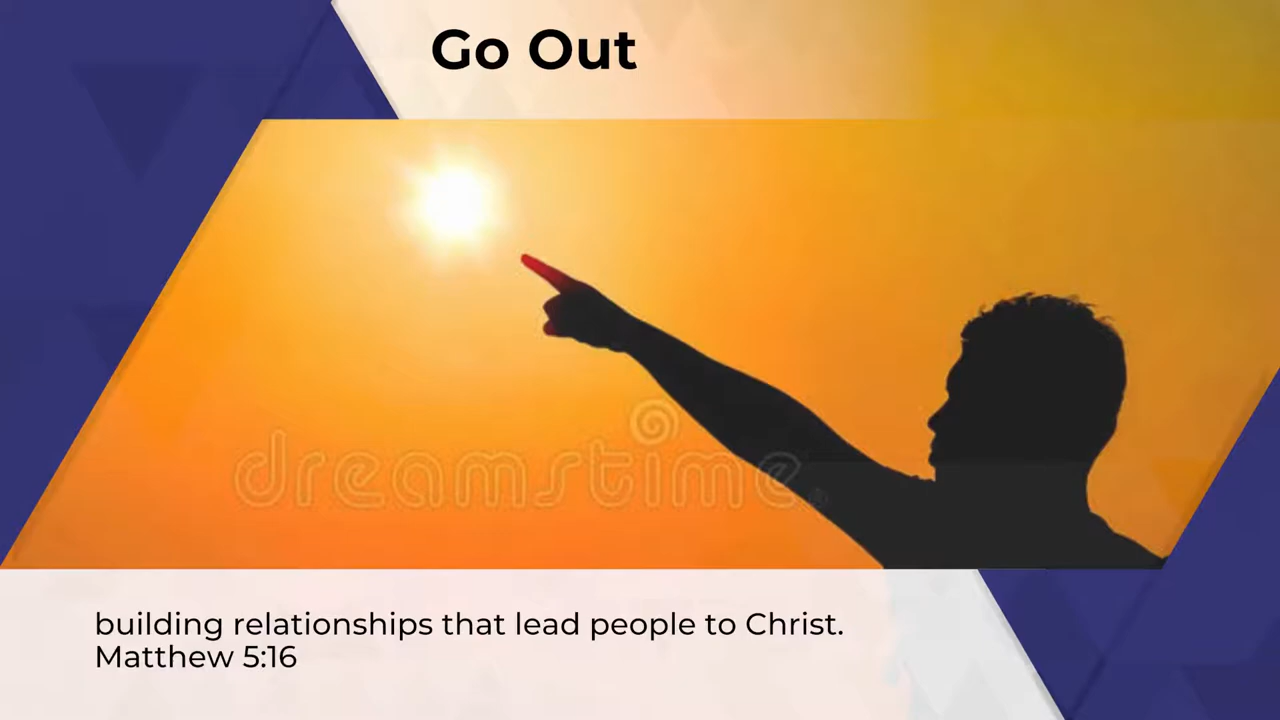 Go Out
dreamstime
building relationships that lead people to Christ.
Matthew 5:16